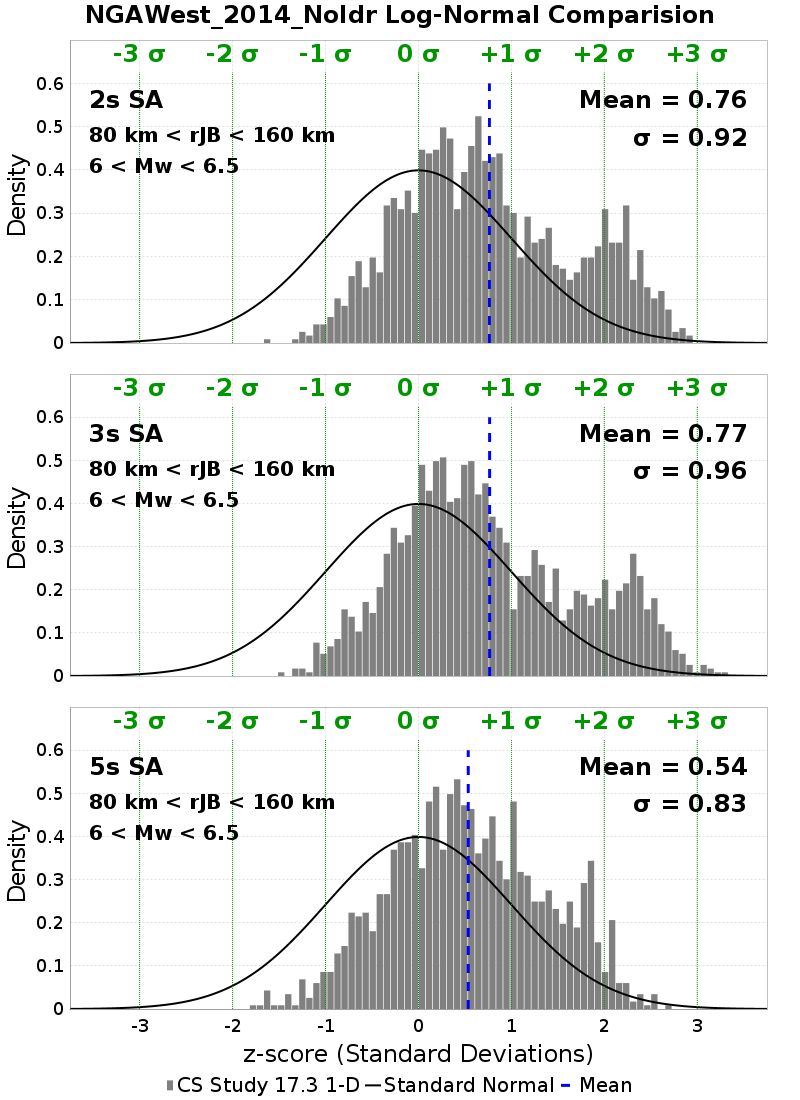 NGAWest_2014_NoIdr Log-Normal Comparision
-3 σ -2 σ -1 σ 0 σ +1 σ +2 σ +3 σ
2s SA
80 km < rJB < 160 km
6 < Mw < 6.5
Mean = 0.76
σ = 0.92
Density
0.6
0.5
0.4
0.3
0.2
0.1
0
-3 σ -2 σ -1 σ 0 σ +1 σ +2 σ +3 σ
3s SA
80 km < rJB < 160 km
6 < Mw < 6.5
Mean = 0.77
σ = 0.96
Density
0.6
0.5
0.4
0.3
0.2
0.1
0
-3 σ -2 σ -1 σ 0 σ +1 σ +2 σ +3 σ
5s SA
80 km < rJB < 160 km
6 < Mw < 6.5
Mean = 0.54
σ = 0.83
Density
0.6
0.5
0.4
0.3
0.2
0.1
0
-3 -2 -1 0 1 2 3
z-score (Standard Deviations)
CS Study 17.3 1-D Standard Normal Mean